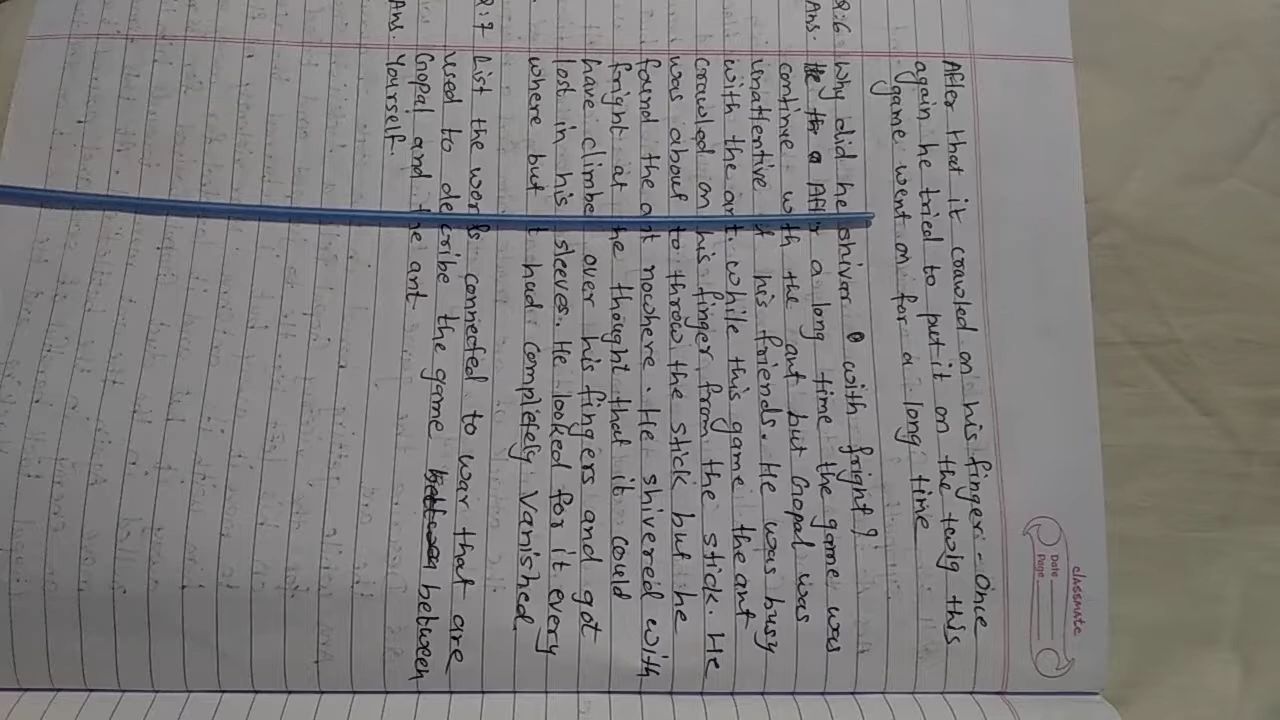 classmate
Date
Page
After that it crawled on his finger. Once
again he tried to put it on the twig this
game went on for a long time
Q:6 Why did he shivar with fright?
Ans. After a long time the game was
continue with the ant but Gopal was
inattentive of his friends. He was busy
with the ant. while this game the ant
crawled on his finger from the stick. He
was about to throw the stick but he
found the ant nowhere. He shivered with
fright at he thought that it could
have climbe over his fingers and got
lost in his sleeves. He looked for it every
where but it had completely vanished.
Q:7 List the words connected to war that are
used to decribe the game between
Gopal and the ant
Ans. Yourself.